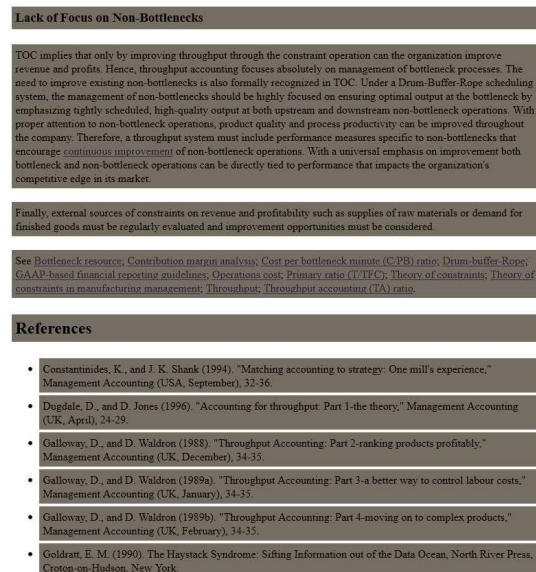 Lack of Focus on Non-Bottlenecks
TOC implies that only by improving throughput through the constraint operation can the organization improve
revenue and profits. Hence, throughput accounting focuses absolutely on management of bottleneck processes. The
need to improve existing non-bottlenecks is also formally recognized in TOC. Under a Drum-Buffer-Rope scheduling
system, the management of non-bottlenecks should be highly focused on ensuring optimal output at the bottleneck by
emphasizing tightly scheduled, high-quality output at both upstream and downstream non-bottleneck operations. With
proper attention to non-bottleneck operations, product quality and process productivity can be improved throughout
the company. Therefore, a throughput system must include performance measures specific to non-bottlenecks that
encourage continuous improvement of non-bottleneck operations. With a universal emphasis on improvement both
bottleneck and non-bottleneck operations can be directly tied to performance that impacts the organization's
competitive edge in its market.
Finally, external sources of constraints on revenue and profitability such as supplies of raw materials or demand for
finished goods must be regularly evaluated and improvement opportunities must be considered.
See Bottleneck resource; Contribution margin analysis; Cost per bottleneck minute (C/PB) ratio; Drum-buffer-Rope;
GAAP-based financial reporting guidelines; Operations cost; Primary ratio (T/TFC); Theory of constraints; Theory of
constraints in manufacturing management; Throughput; Throughput accounting (TA) ratio.
References
• Constantinides, K., and J. K. Shank (1994). "Matching accounting to strategy: One mill's experience,"
Management Accounting (USA, September), 32-36.
• Dugdale, D., and D. Jones (1996). "Accounting for throughput: Part 1-the theory," Management Accounting
(UK, April), 24-29.
• Galloway, D., and D. Waldron (1988). "Throughput Accounting: Part 2-ranking products profitably,"
Management Accounting (UK, December), 34-35.
• Galloway, D., and D. Waldron (1989a). "Throughput Accounting: Part 3-a better way to control labour costs,"
Management Accounting (UK, January), 34-35.
• Galloway, D., and D. Waldron (1989b). "Throughput Accounting: Part 4-moving on to complex products,"
Management Accounting (UK, February), 34-35.
• Goldratt, E. M. (1990). The Haystack Syndrome: Sifting Information out of the Data Ocean, North River Press,
Croton-on-Hudson, New York.